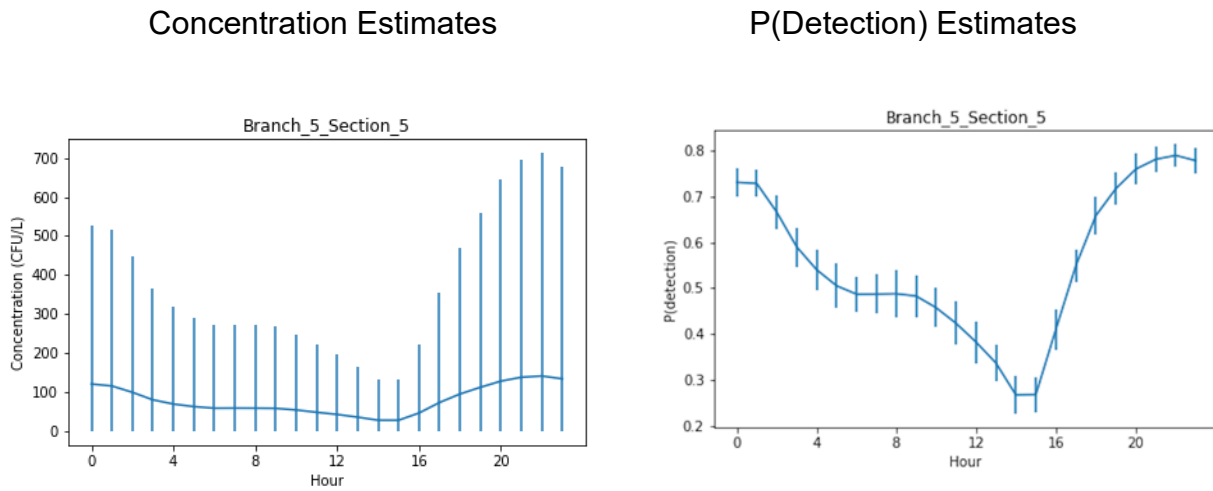 Concentration Estimates
P(Detection) Estimates
Branch_5_Section_5
Concentration (CFU/L)
700
600
500
400
300
200
100
0
0 4 8 12 16 20
Hour
Branch_5_Section_5
P(detection)
0.8
0.7
0.6
0.5
0.4
0.3
0.2
0 4 8 12 16 20
Hour